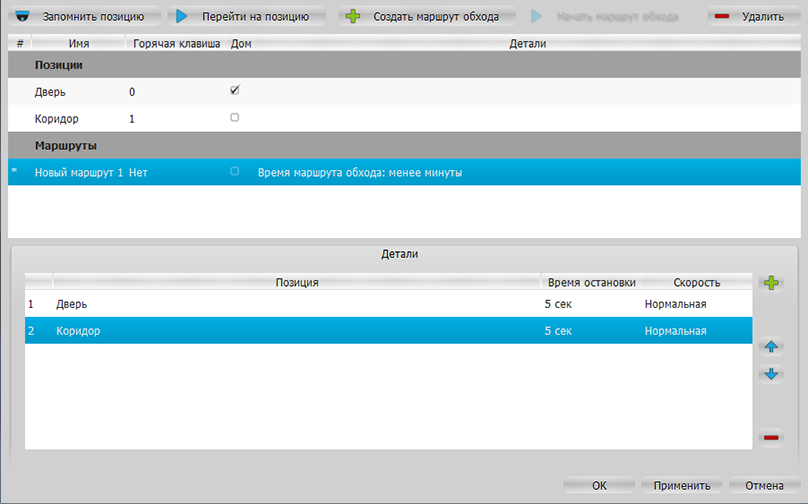 Запомнить позицию Перейти на позицию Создать маршрут обхода Начать маршрут обхода Удалить
# Имя Горячая клавиша Дом Детали
Позиции
Дверь 0
Коридор 1
Маршруты
* Новый маршрут 1 Нет Время маршрута обхода: менее минуты
Детали
Позиция Время остановки Скорость
1 Дверь 5 сек Нормальная
2 Коридор 5 сек Нормальная
ОК Применить Отмена